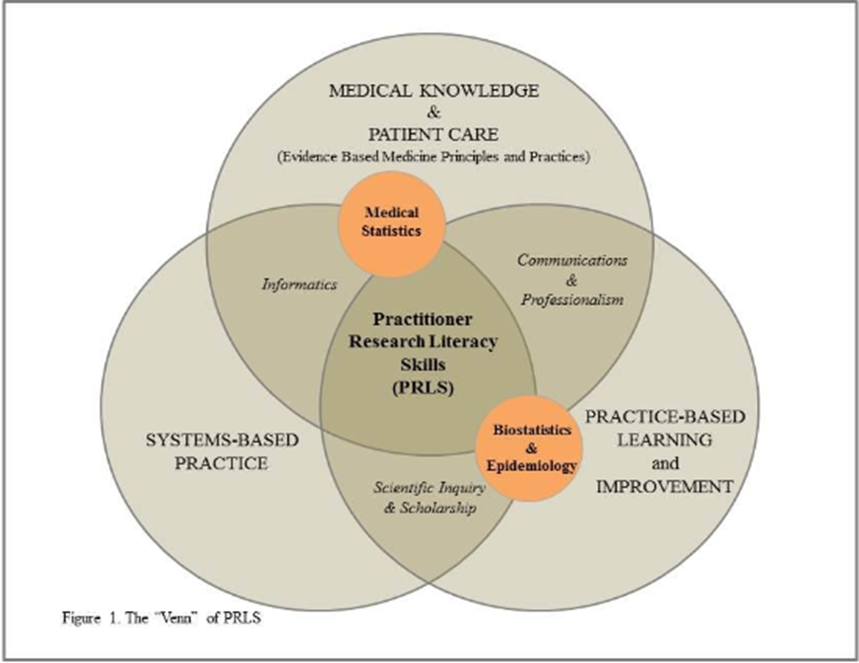 MEDICAL KNOWLEDGE
&
PATIENT CARE
(Evidence Based Medicine Principles and Practices)
Medical
Statistics
Informatics
Communications
&
Professionalism
Practitioner
Research Literacy
Skills
(PRLS)
SYSTEMS-BASED
PRACTICE
Biostatistics
&
Epidemiology
PRACTICE-BASED
LEARNING
and
IMPROVEMENT
Scientific Inquiry
& Scholarship
Figure 1. The "Venn" of PRLS